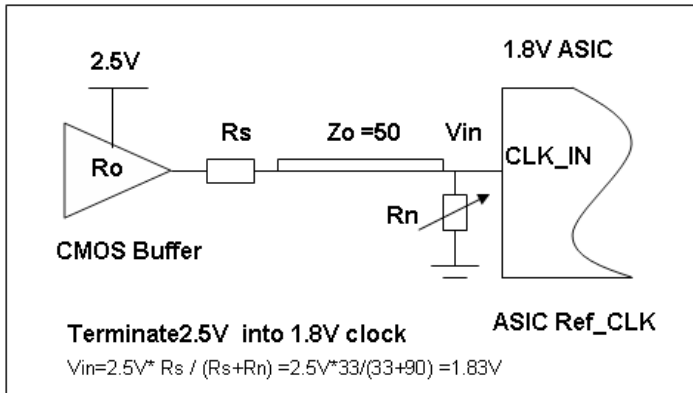 2.5V
1.8V ASIC
Rs
Zo =50
Vin
Ro
CLK_IN
Rn
CMOS Buffer
ASIC Ref_CLK
Terminate2.5V into 1.8V clock
Vin=2.5V* Rs / (Rs+Rn) =2.5V*33/(33+90) =1.83V